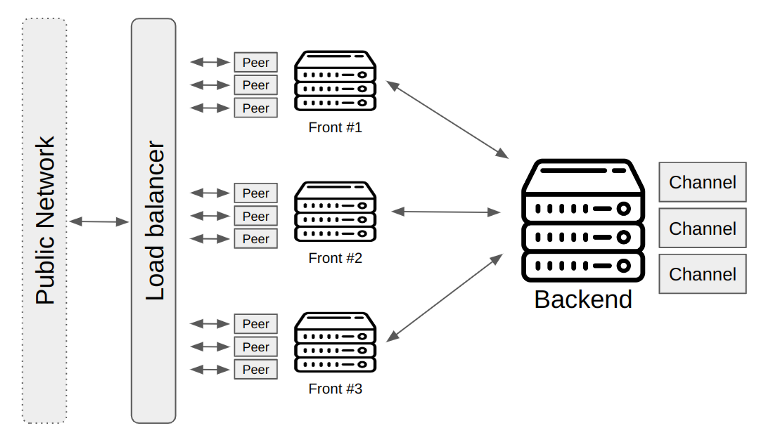 Public Network
Load balancer
Peer
Peer
Peer
Front #1
Peer
Peer
Peer
Front #2
Peer
Peer
Peer
Front #3
Backend
Channel
Channel
Channel